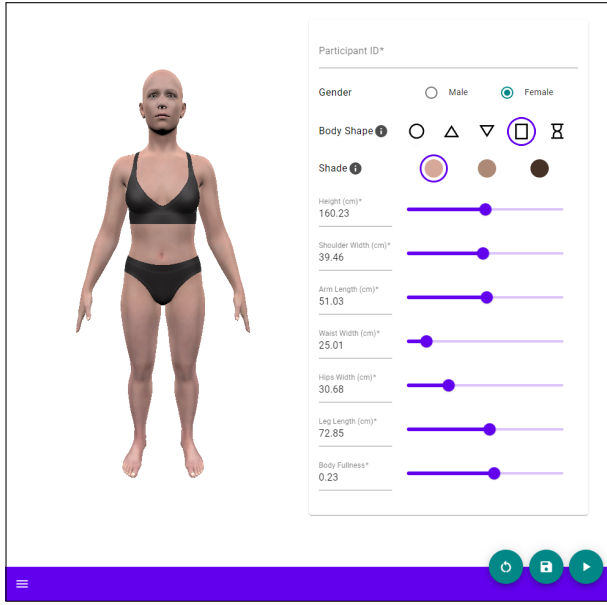 Participant ID*
Gender Male Female
Body Shape
Shade
Height (cm)*
160.23
Shoulder Width (cm)*
39.46
Arm Length (cm)*
51.03
Waist Width (cm)*
25.01
Hips Width (cm)*
30.68
Leg Length (cm)*
72.85
Body Fullness*
0.23